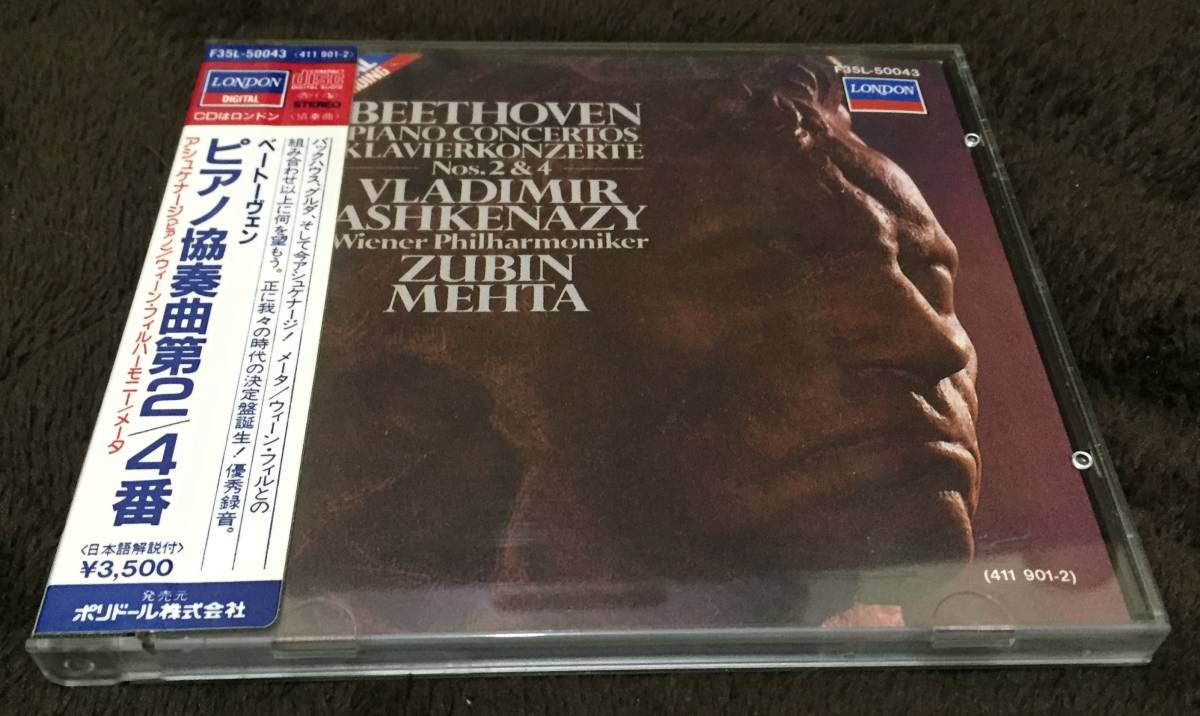 F35L-50043 〈411 901-2〉
LONDON
DIGITAL
COMPACT
disc
DIGITAL AUDIO
STEREO
CDはロンドン
〈協奏曲〉
バックハウス、グルダ、そして今アシュケナージ! メータ/ウィーン・フィルとの
組み合わせ以上に何を望もう。正に我々の時代の決定盤誕生! 優秀録音。
ベートーヴェン
ピアノ協奏曲第2/4番
アシュケナージ(ピアノ)/ウィーン・フィルハーモニー/メータ
〈日本語解説付〉
¥3,500
発売元
ポリドール株式会社
BEETHOVEN
PIANO CONCERTOS
KLAVIERKONZERTE
Nos. 2 & 4
VLADIMIR
ASHKENAZY
Wiener Philharmoniker
ZUBIN
MEHTA
F35L-50043
LONDON
(411 901-2)